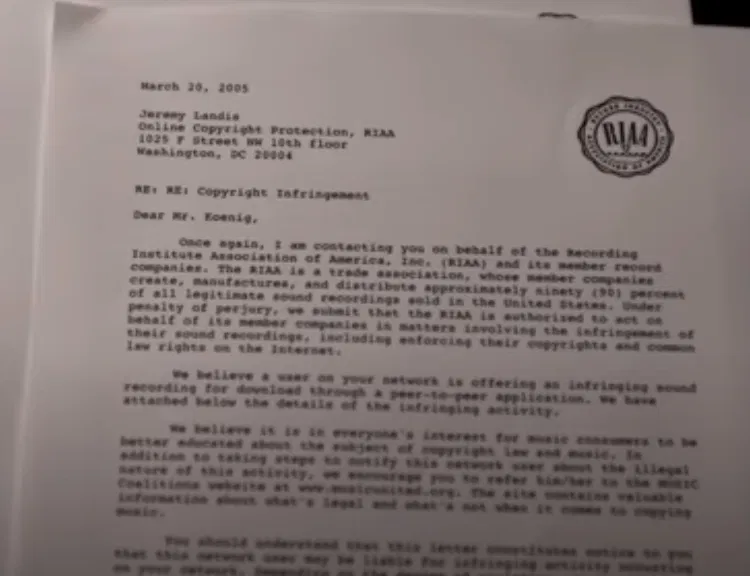 March 20, 2005
RIAA
Jeremy Landis
Online Copyright Protection, RIAA
1025 F Street NW 10th floor
Washington, DC 20004
RE: RE: Copyright Infringement
Dear Mr. Koenig,
Once again, I am contacting you on behalf of the Recording
Institute Association of America, Inc. (RIAA) and its member record
companies. The RIAA is a trade association, whose member companies
create, manufactures, and distribute approximately ninety (90) percent
of all legitimate sound recordings sold in the United States. Under
penalty of perjury, we submit that the RIAA is authorized to act on
behalf of its member companies in matters involving the infringement of
their sound recordings, including enforcing their copyrights and common
law rights on the Internet.
We believe a user on your network is offering an infringing sound
recording for download through a peer-to-peer application. We have
attached below the details of the infringing activity.
We believe it is in everyone's interest for music consumers to be
better educated about the subject of copyright law and music. In
addition to taking steps to notify this network user about the illegal
nature of this activity, we encourage you to refer him/her to the MUSIC
Coalitions website at www.musicunited.org. The site contains valuable
information about what's legal and what's not when it comes to copying
music.
You should understand that this letter constitutes notice to you
that this network user may be liable for infringing activity
on your network.